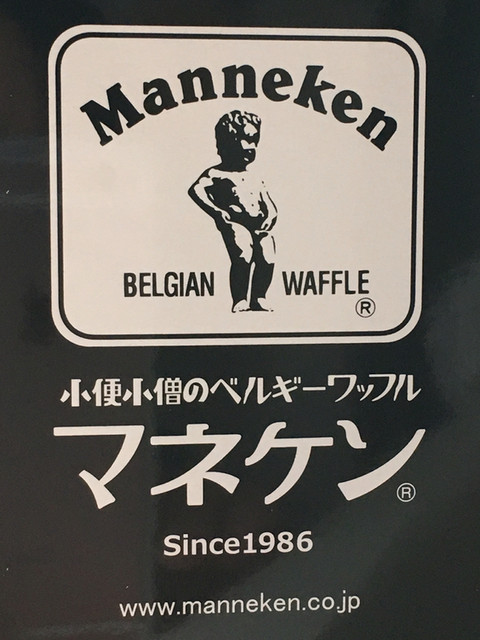 Manneken
BELGIAN WAFFLE ®
小便小僧のベルギーワッフル
マネケン®
Since1986
www.manneken.co.jp